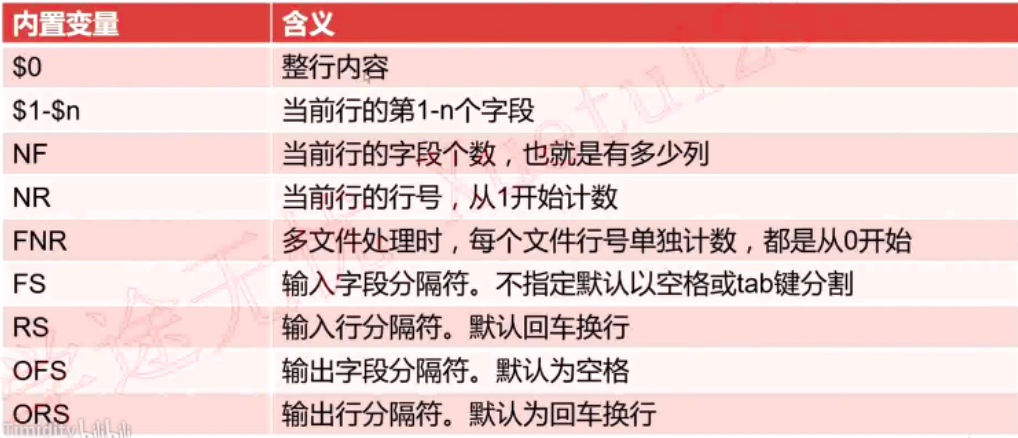 内置变量 含义
$0 整行内容
$1-$n 当前行的第1-n个字段
NF 当前行的字段个数，也就是有多少列
NR 当前行的行号，从1开始计数
FNR 多文件处理时，每个文件行号单独计数，都是从0开始
FS 输入字段分隔符。不指定默认以空格或tab键分割
RS 输入行分隔符。默认回车换行
OFS 输出字段分隔符。默认为空格
ORS 输出行分隔符。默认为回车换行